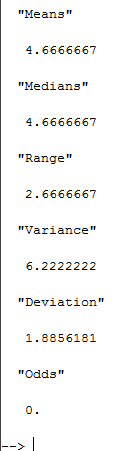 "Means"
4.6666667
"Medians"
4.6666667
"Range"
2.6666667
"Variance"
6.2222222
"Deviation"
1.8856181
"Odds"
0.
-->